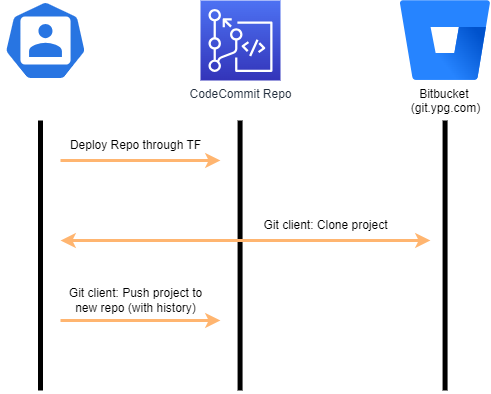 CodeCommit Repo
Bitbucket
(git.ypg.com)
Deploy Repo through TF
Git client: Clone project
Git client: Push project to
new repo (with history)